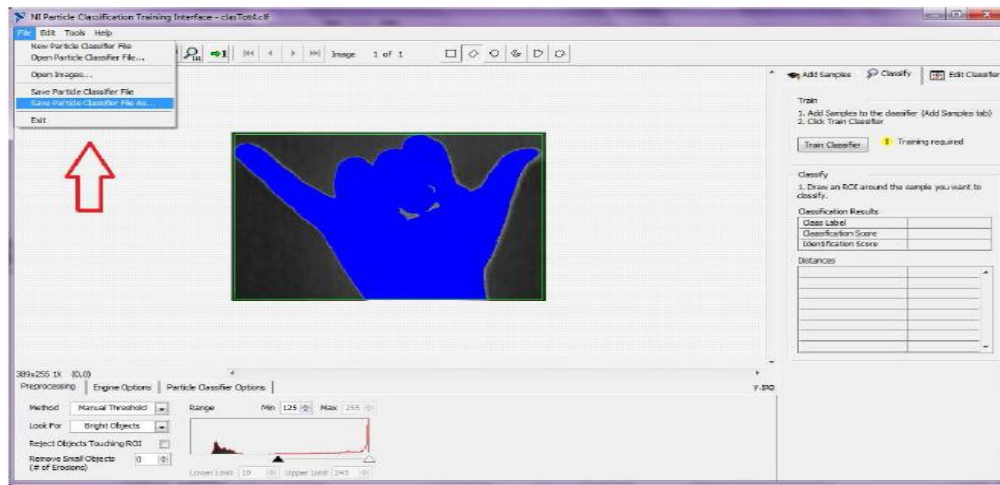 NI Particle Classification Training Interface - clasTot4.clf
File Edit Tools Help
New Particle Classifier File
Open Particle Classifier File...
Open Images...
Save Particle Classifier File
Save Particle Classifier File As...
Exit
Image 1 of 1
Add Samples Classify Edit Classifier
Train
1. Add Samples to the classifier (Add Samples tab)
2. Click Train Classifier
Train Classifier Training required
Classify
1. Draw an ROI around the sample you want to
classify.
Classification Results
Class Label
Classification Score
Identification Score
Distances
389x255 1X (0,0)
Preprocessing Engine Options Particle Classifier Options
Method Manual Threshold Range Min 125 Max 255
Look For Bright Objects
Reject Objects Touching ROI
Remove Small Objects 0
(# of Erosions)
Lower Limit 10 Upper Limit 243